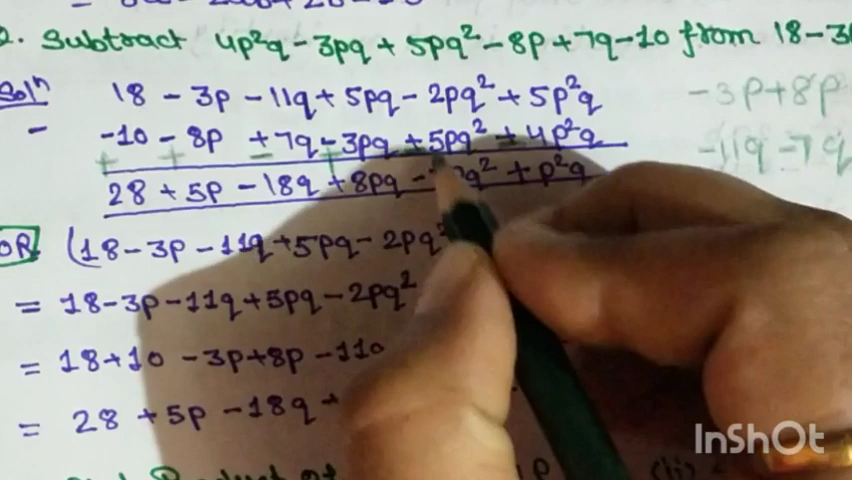 2. Subtract 4p²q - 3pq + 5pq² - 8p + 7q - 10 from 18 - 3
Solⁿ 18 - 3p - 11q + 5pq - 2pq² + 5p²q
- -10 - 8p + 7q - 3pq + 5pq² + 4p²q
+ + - +
28 + 5p - 18q + 8pq - pq² + p²q
-3p + 8p
-11q - 7q
OR (18 - 3p - 11q + 5pq - 2pq²
= 18 - 3p - 11q + 5pq - 2pq²
= 18 + 10 - 3p + 8p - 11
= 28 + 5p - 18q +
InShOt